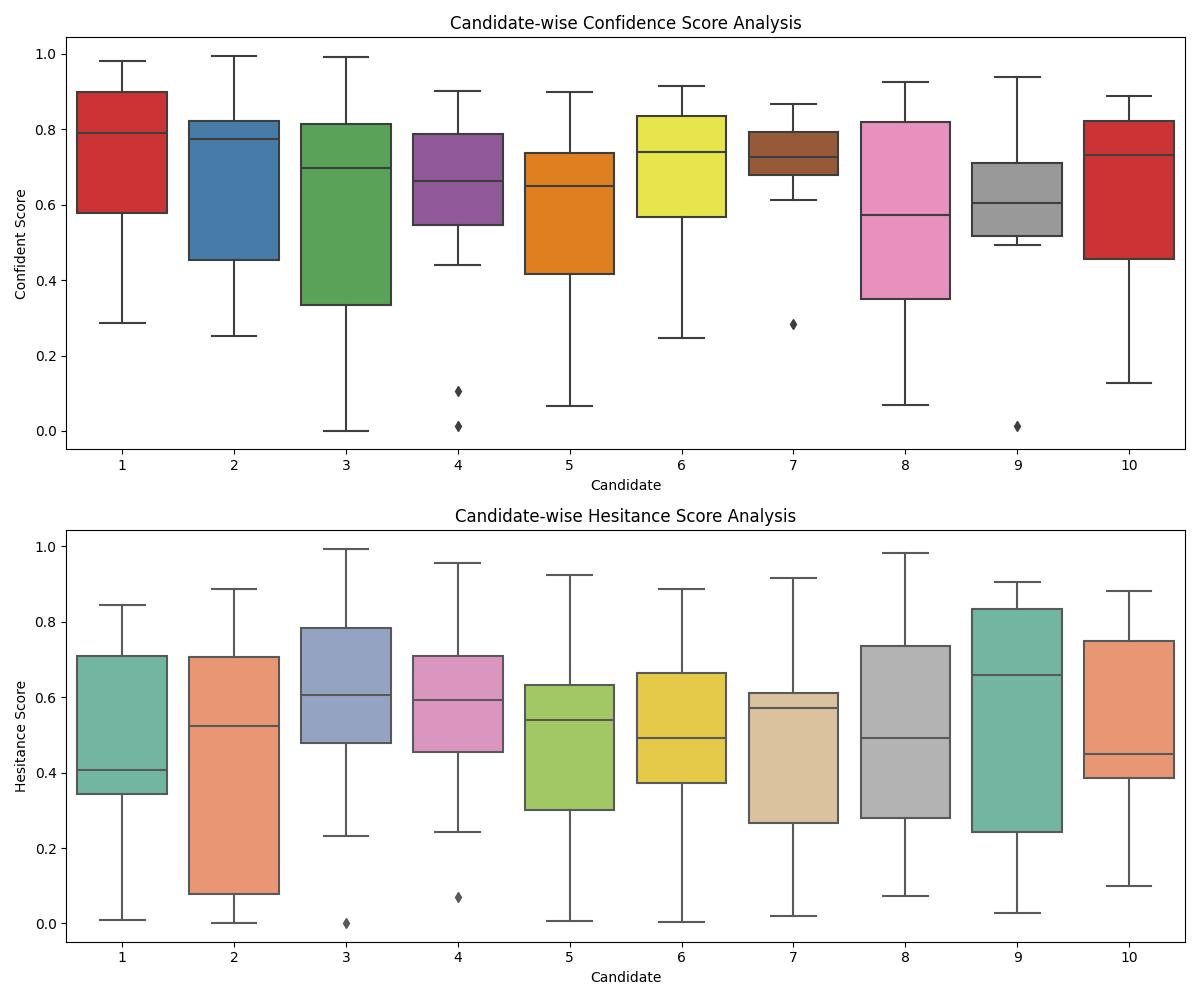 Candidate-wise Confidence Score Analysis
1.0
0.8
0.6
0.4
0.2
0.0
Confident Score
1 2 3 4 5 6 7 8 9 10
Candidate
Candidate-wise Hesitance Score Analysis
1.0
0.8
0.6
0.4
0.2
0.0
Hesitance Score
1 2 3 4 5 6 7 8 9 10
Candidate